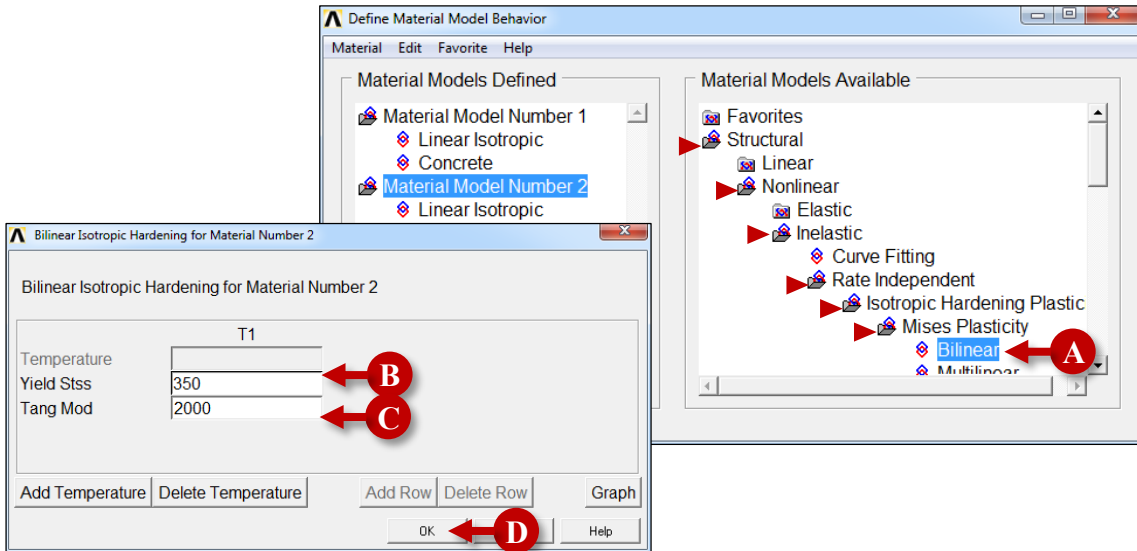 Define Material Model Behavior
Material Edit Favorite Help
Material Models Defined
Material Model Number 1
Linear Isotropic
Concrete
Material Model Number 2
Linear Isotropic
Material Models Available
Favorites
Structural
Linear
Nonlinear
Elastic
Inelastic
Curve Fitting
Rate Independent
Isotropic Hardening Plastic
Mises Plasticity
Bilinear
A
Multilinear
Bilinear Isotropic Hardening for Material Number 2
Bilinear Isotropic Hardening for Material Number 2
T1
Temperature
Yield Stss 350
B
Tang Mod 2000
C
Add Temperature Delete Temperature Add Row Delete Row Graph
OK D Help